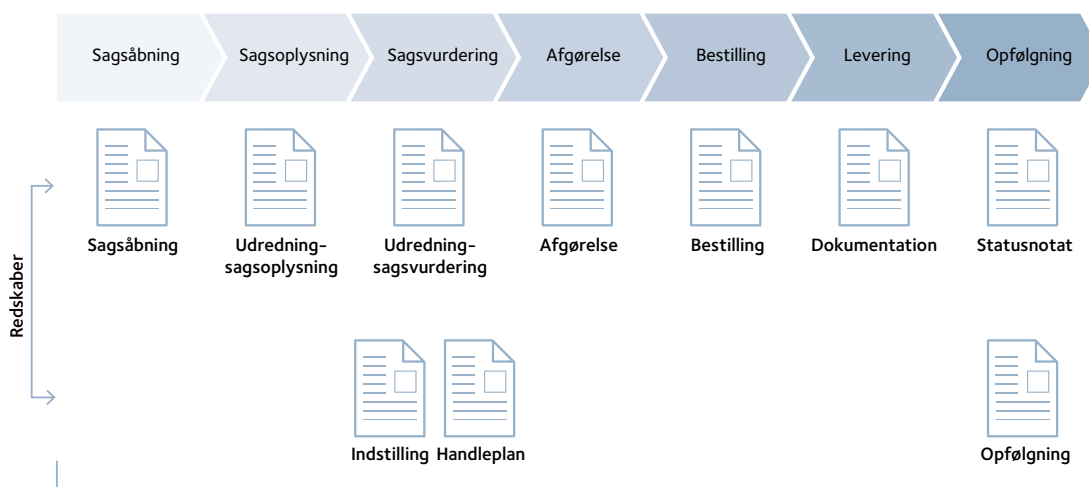 Sagsåbning
Sagsoplysning
Sagsvurdering
Afgørelse
Bestilling
Levering
Opfølgning
Redskaber
Sagsåbning
Udredning-
sagsoplysning
Udredning-
sagsvurdering
Afgørelse
Bestilling
Dokumentation
Statusnotat
Indstilling
Handleplan
Opfølgning